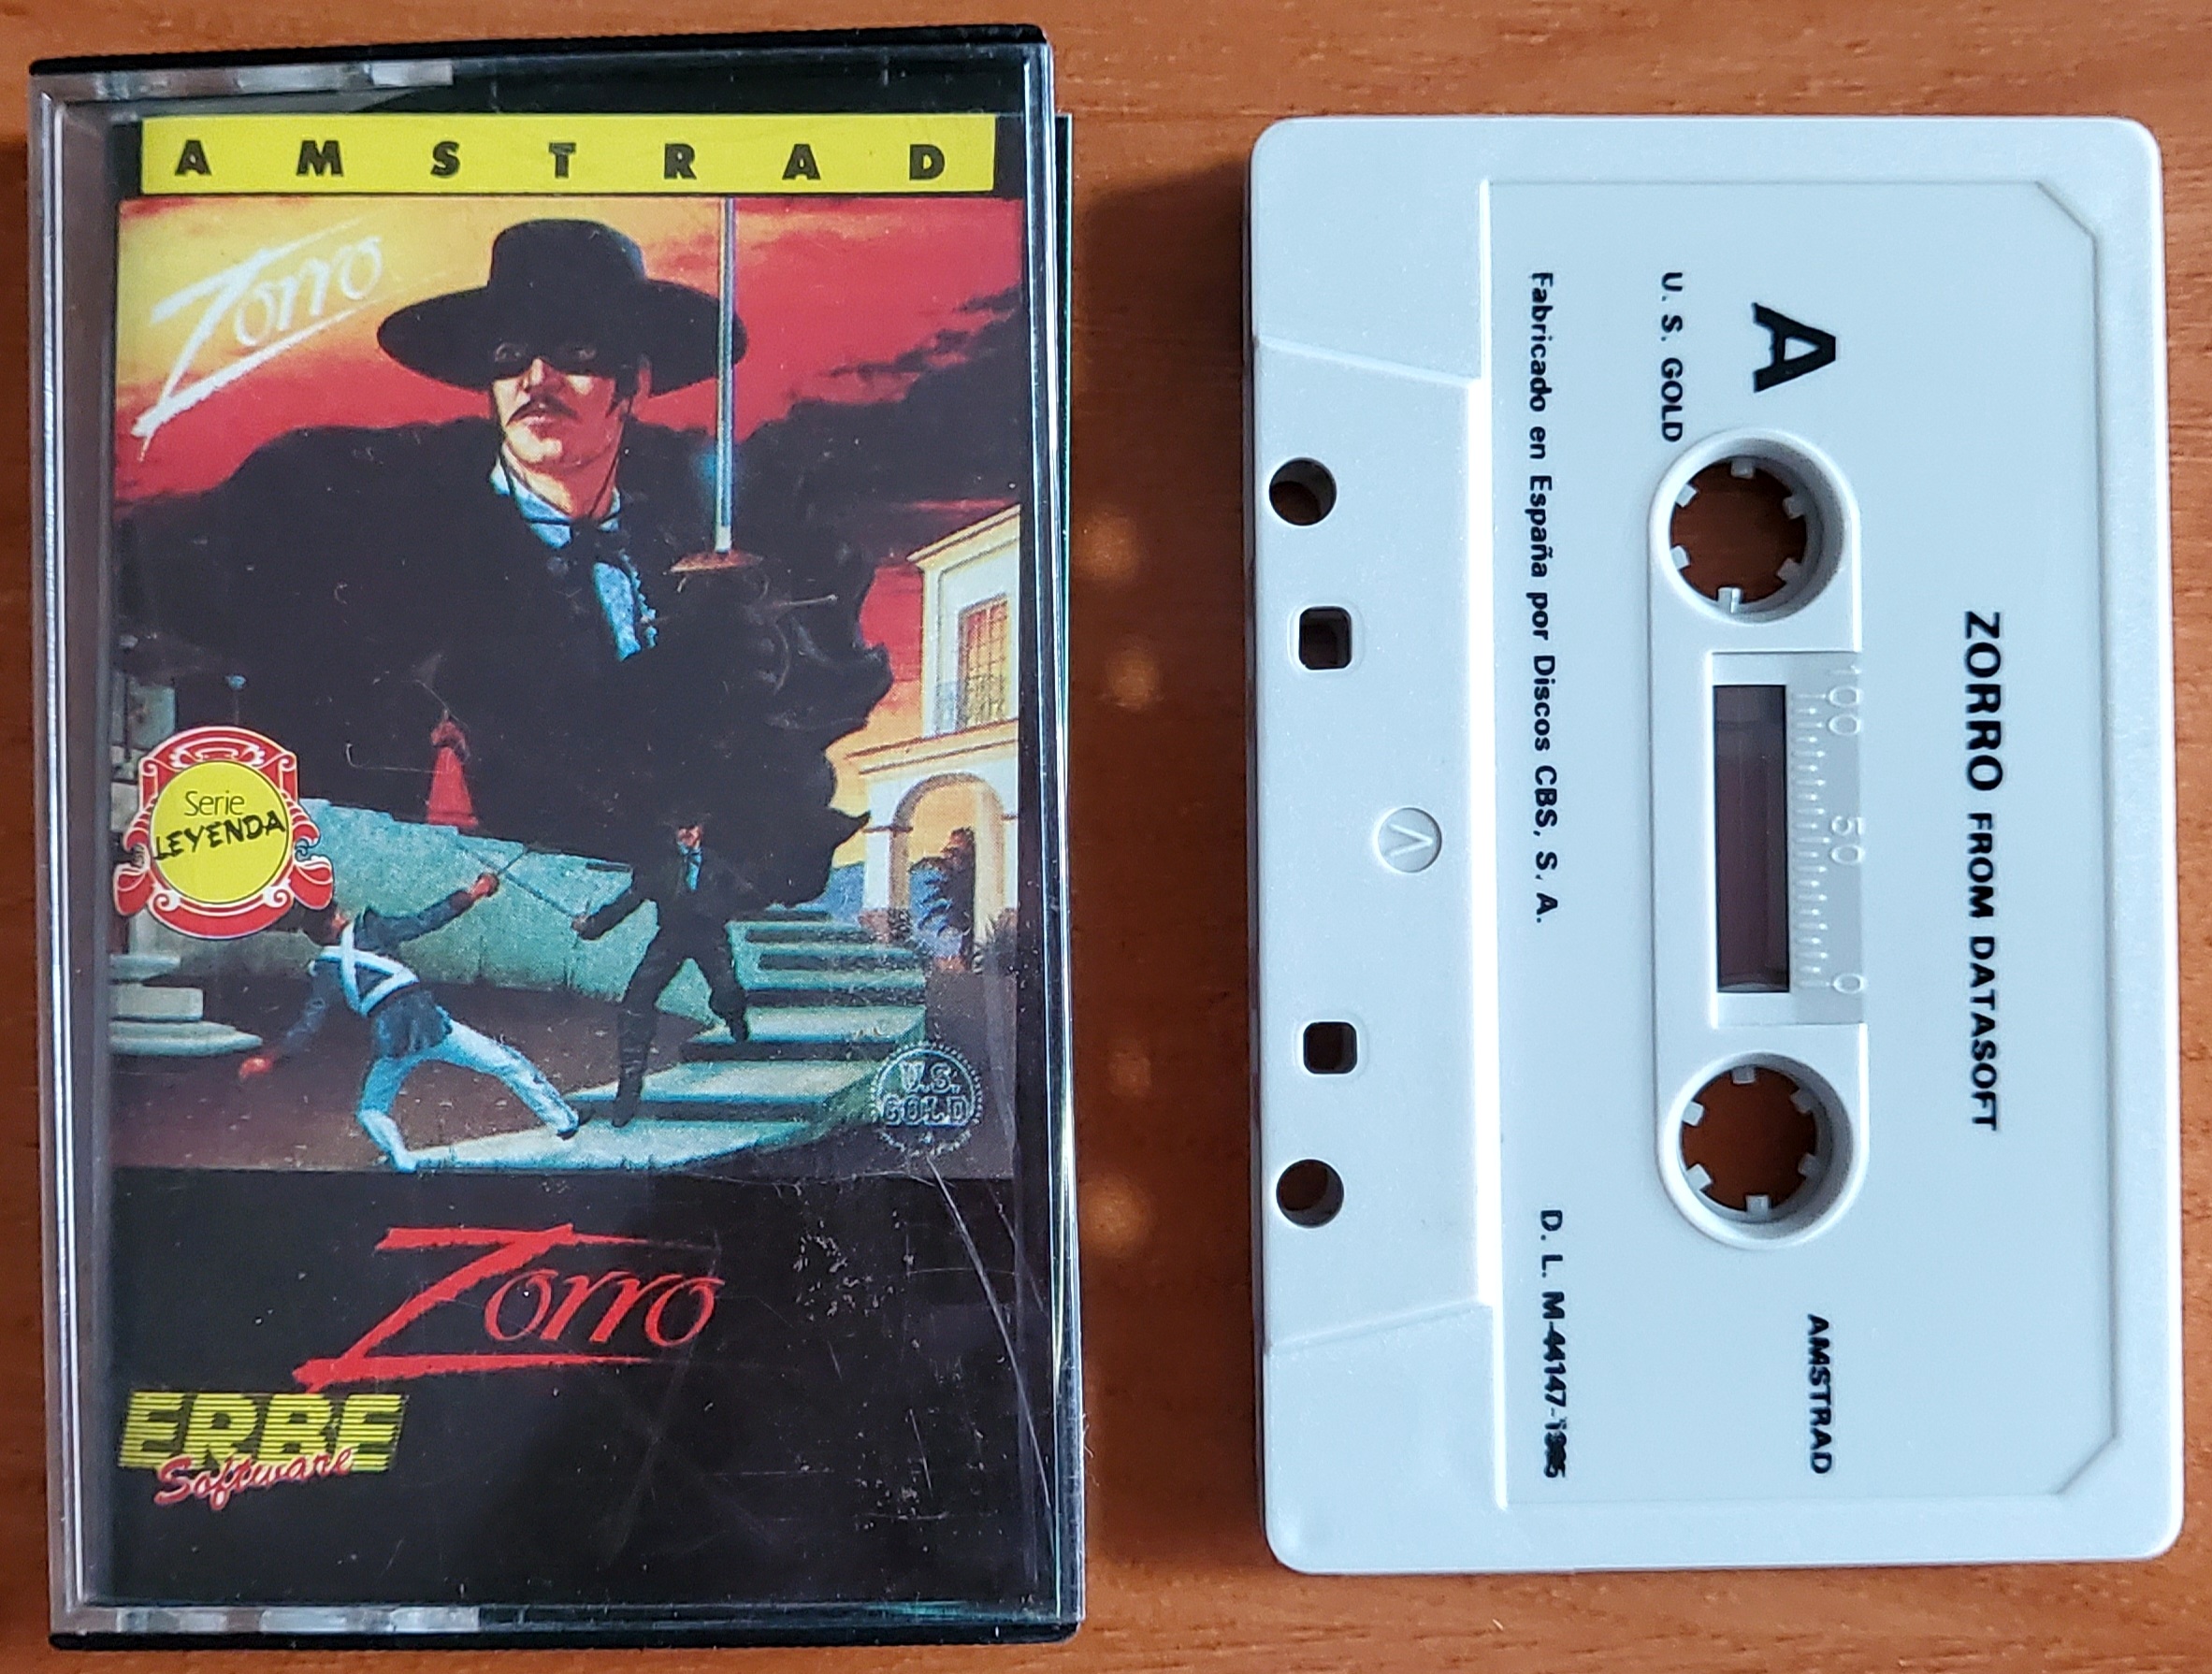 AMSTRAD
Zorro
Serie
LEYENDA
U.S.
GOLD
Zorro
ERBE
Software
A
U. S. GOLD
Fabricado en España por Discos CBS, S. A.
ZORRO FROM DATASOFT
100 50 0
AMSTRAD
D. L. M-44147-1985